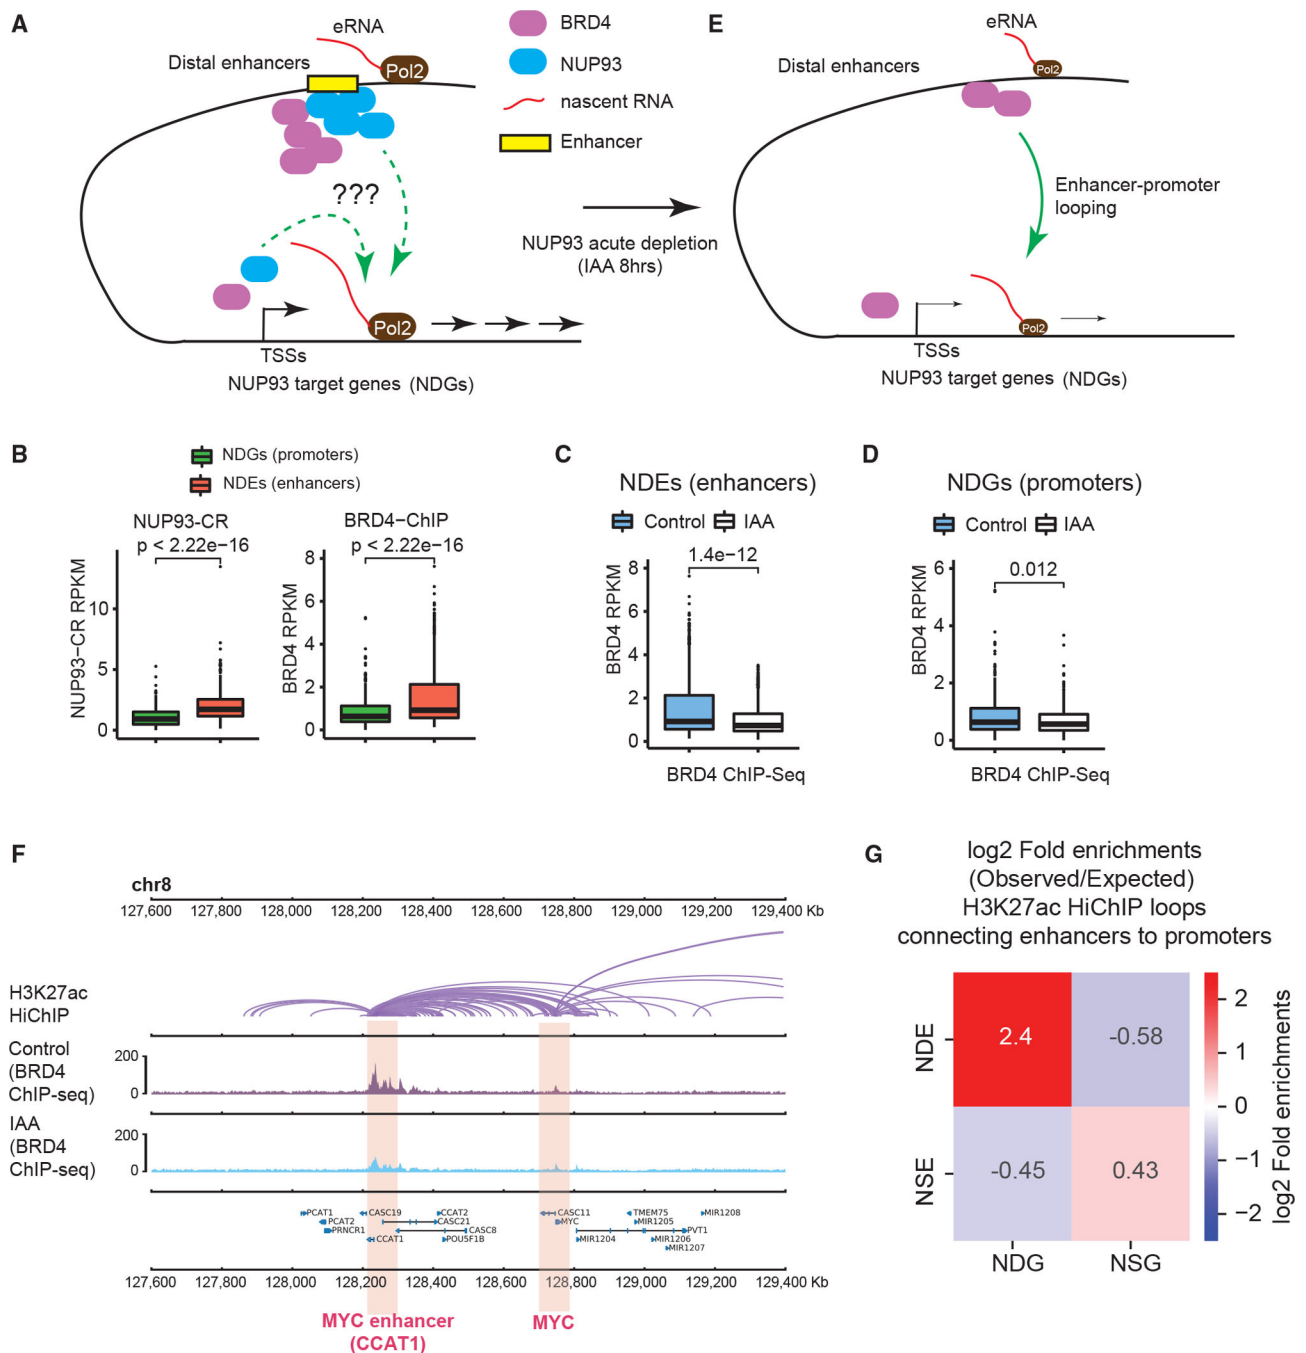 A
eRNA
Distal enhancers
Pol2
BRD4
NUP93
nascent RNA
Enhancer
???
Pol2
TSSs
NUP93 target genes (NDGs)
NUP93 acute depletion
(IAA 8hrs)
E
eRNA
Distal enhancers
Pol2
Enhancer-promoter
looping
Pol2
TSSs
NUP93 target genes (NDGs)
B
NDGs (promoters)
NDEs (enhancers)
NUP93-CR
p < 2.22e−16
NUP93−CR RPKM
10
5
0
BRD4−ChIP
p < 2.22e−16
BRD4 RPKM
8
6
4
2
0
C
NDEs (enhancers)
Control IAA
1.4e−12
BRD4 RPKM
8
6
4
2
0
BRD4 ChIP-Seq
D
NDGs (promoters)
Control IAA
0.012
BRD4 RPKM
6
4
2
0
BRD4 ChIP-Seq
F
chr8
127,600 127,800 128,000 128,200 128,400 128,600 128,800 129,000 129,200 129,400 Kb
H3K27ac
HiChIP
Control
(BRD4
ChIP-seq)
200
0
IAA
(BRD4
ChIP-seq)
200
0
PCAT1 CASC19 CCAT2 CASC11 TMEM75 MIR1208
PCAT2 CASC21 MYC MIR1205
PRNCR1 CASC8 PVT1
CCAT1 POU5F1B MIR1204 MIR1206
MIR1207
127,600 127,800 128,000 128,200 128,400 128,600 128,800 129,000 129,200 129,400 Kb
MYC enhancer
(CCAT1)
MYC
G
log2 Fold enrichments
(Observed/Expected)
H3K27ac HiChIP loops
connecting enhancers to promoters
NDE
2.4 -0.58
NSE
-0.45 0.43
NDG NSG
2
1
0
−1
−2
log2 Fold enrichments